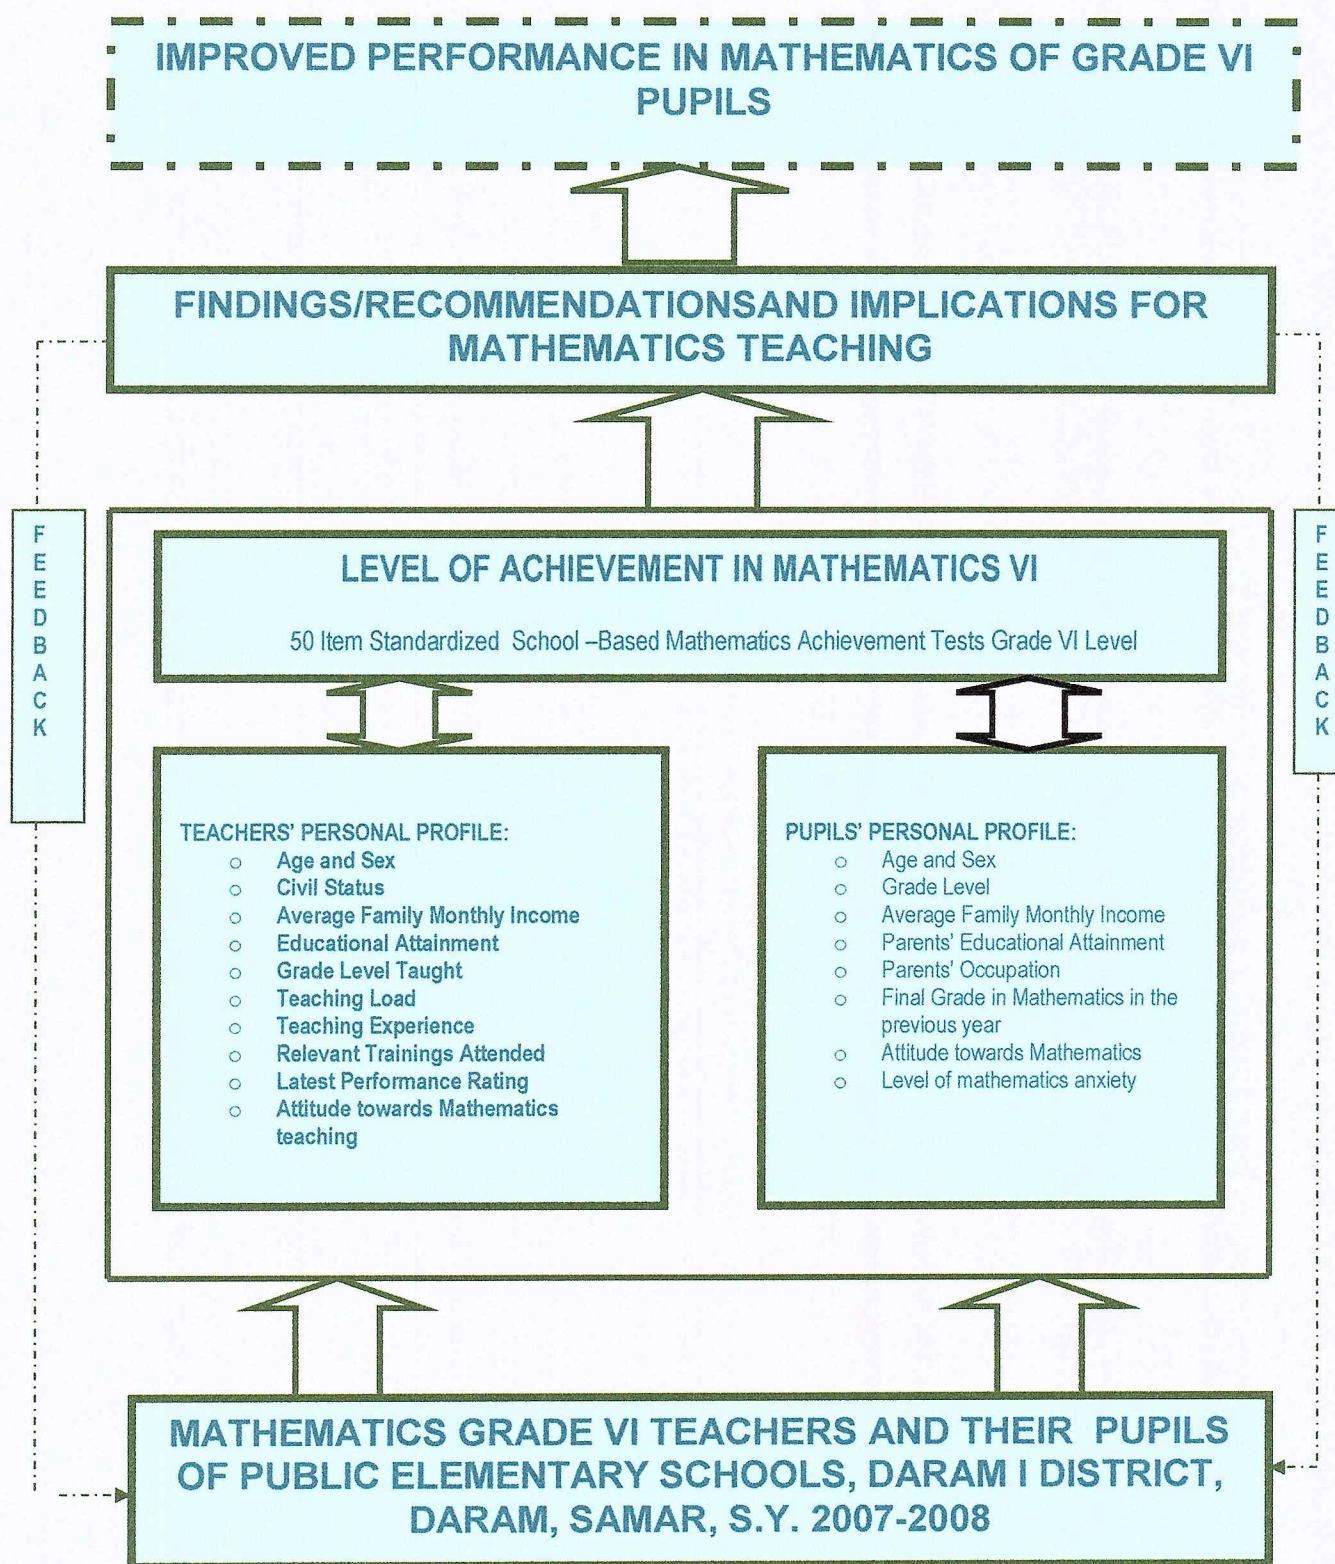 IMPROVED PERFORMANCE IN MATHEMATICS OF GRADE VI
PUPILS
FINDINGS/RECOMMENDATIONSAND IMPLICATIONS FOR
MATHEMATICS TEACHING
F
E
E
D
B
A
C
K
LEVEL OF ACHIEVEMENT IN MATHEMATICS VI
50 Item Standardized School –Based Mathematics Achievement Tests Grade VI Level
F
E
E
D
B
A
C
K
TEACHERS' PERSONAL PROFILE:
o Age and Sex
o Civil Status
o Average Family Monthly Income
o Educational Attainment
o Grade Level Taught
o Teaching Load
o Teaching Experience
o Relevant Trainings Attended
o Latest Performance Rating
o Attitude towards Mathematics
teaching
PUPILS' PERSONAL PROFILE:
o Age and Sex
o Grade Level
o Average Family Monthly Income
o Parents' Educational Attainment
o Parents' Occupation
o Final Grade in Mathematics in the
previous year
o Attitude towards Mathematics
o Level of mathematics anxiety
MATHEMATICS GRADE VI TEACHERS AND THEIR PUPILS
OF PUBLIC ELEMENTARY SCHOOLS, DARAM I DISTRICT,
DARAM, SAMAR, S.Y. 2007-2008